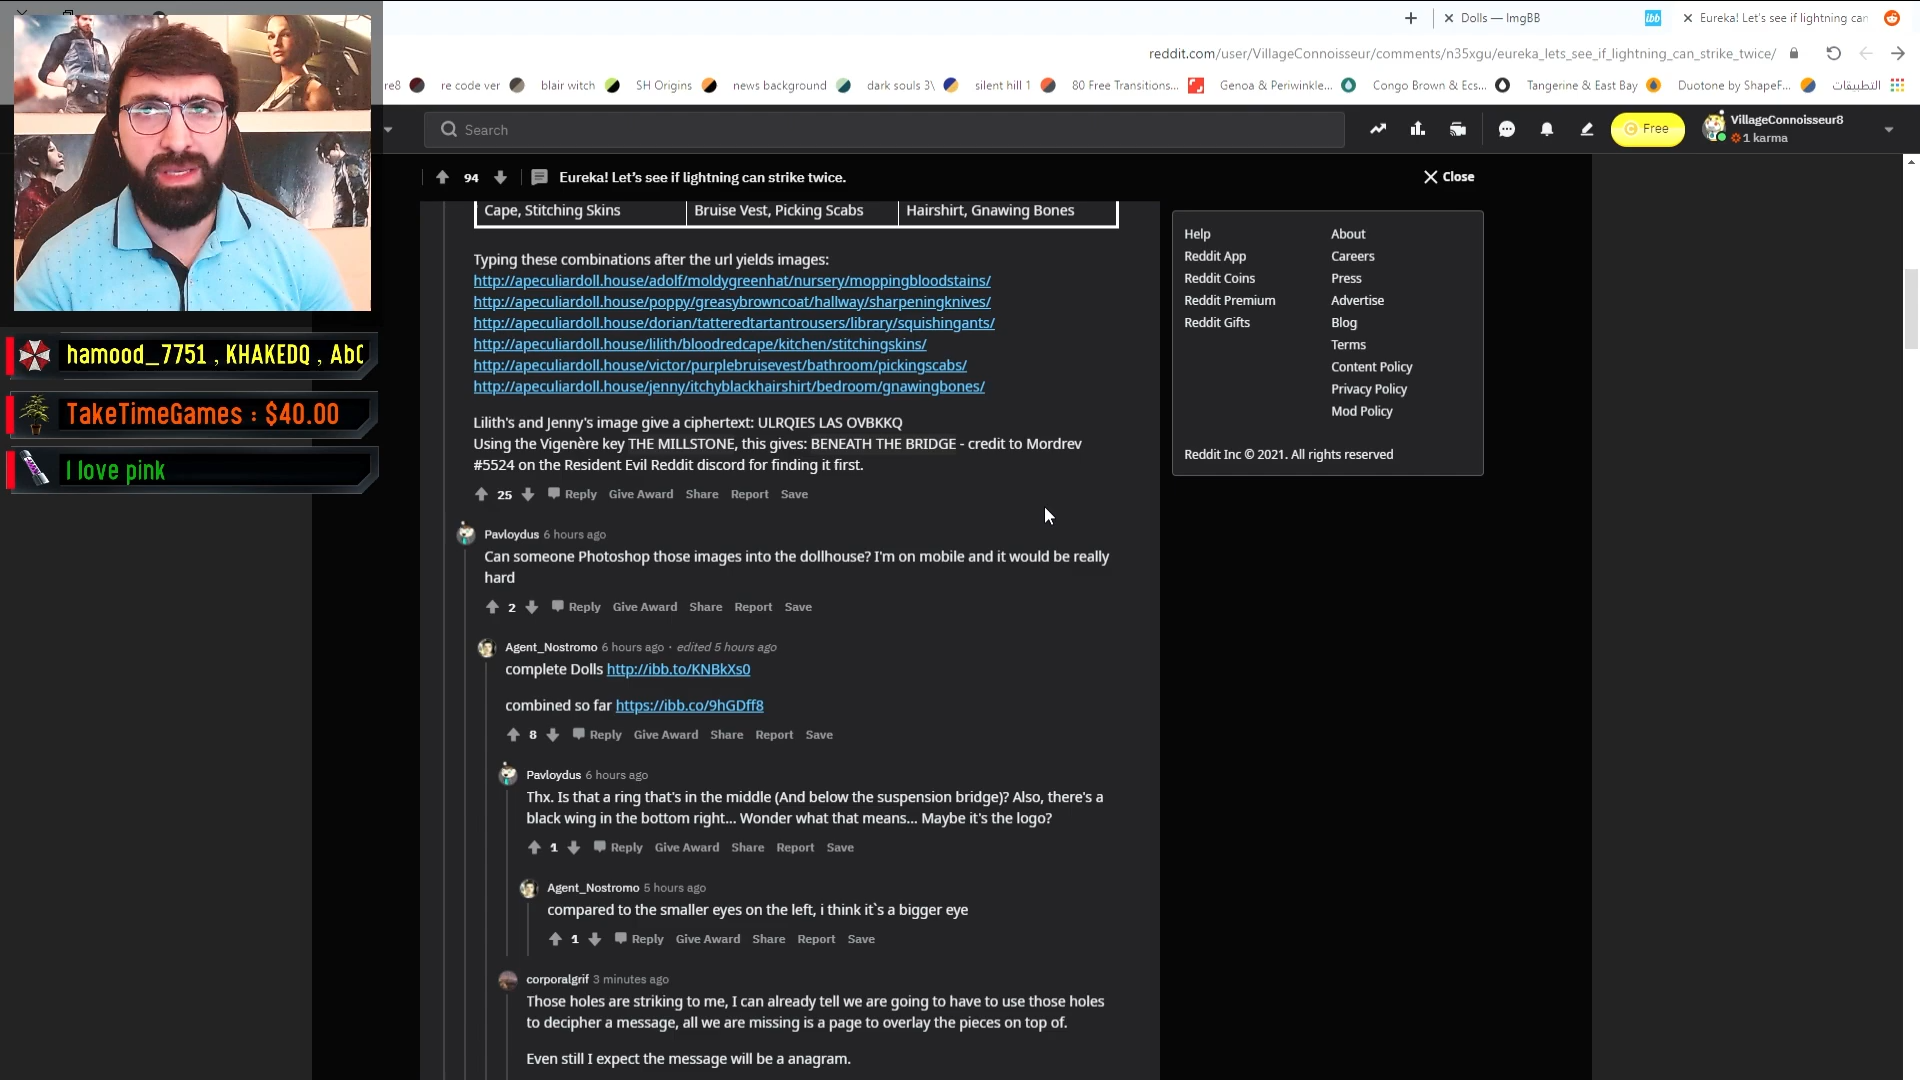 Dolls — ImgBB
Eureka! Let's see if lightning can
reddit.com/user/VillageConnoisseur/comments/n35xgu/eureka_lets_see_if_lightning_can_strike_twice/
re8
re code ver
blair witch
SH Origins
news background
dark souls 3\
silent hill 1
80 Free Transitions...
Genoa & Periwinkle...
Congo Brown & Ecs...
Tangerine & East Bay
Duotone by ShapeF...
التطبيقات
Search
Free
VillageConnoisseur8
1 karma
94
Eureka! Let's see if lightning can strike twice.
Close
Cape, Stitching Skins
Bruise Vest, Picking Scabs
Hairshirt, Gnawing Bones
Typing these combinations after the url yields images:
http://apeculiardoll.house/adolf/moldygreenhat/nursery/moppingbloodstains/
http://apeculiardoll.house/poppy/greasybrowncoat/hallway/sharpeningknives/
http://apeculiardoll.house/dorian/tatteredtartantrousers/library/squishingants/
http://apeculiardoll.house/lilith/bloodredcape/kitchen/stitchingskins/
http://apeculiardoll.house/victor/purplebruisevest/bathroom/pickingscabs/
http://apeculiardoll.house/jenny/itchyblackhairshirt/bedroom/gnawingbones/
Lilith's and Jenny's image give a ciphertext: ULRQIES LAS OVBKKQ
Using the Vigenère key THE MILLSTONE, this gives: BENEATH THE BRIDGE - credit to Mordrev
#5524 on the Resident Evil Reddit discord for finding it first.
25 Reply Give Award Share Report Save
Pavloydus 6 hours ago
Can someone Photoshop those images into the dollhouse? I'm on mobile and it would be really
hard
2 Reply Give Award Share Report Save
Agent_Nostromo 6 hours ago · edited 5 hours ago
complete Dolls http://ibb.to/KNBkXs0
combined so far https://ibb.co/9hGDff8
8 Reply Give Award Share Report Save
Pavloydus 6 hours ago
Thx. Is that a ring that's in the middle (And below the suspension bridge)? Also, there's a
black wing in the bottom right... Wonder what that means... Maybe it's the logo?
1 Reply Give Award Share Report Save
Agent_Nostromo 5 hours ago
compared to the smaller eyes on the left, i think it`s a bigger eye
1 Reply Give Award Share Report Save
corporalgrif 3 minutes ago
Those holes are striking to me, I can already tell we are going to have to use those holes
to decipher a message, all we are missing is a page to overlay the pieces on top of.
Even still I expect the message will be a anagram.
Help
About
Reddit App
Careers
Reddit Coins
Press
Reddit Premium
Advertise
Reddit Gifts
Blog
Terms
Content Policy
Privacy Policy
Mod Policy
Reddit Inc © 2021. All rights reserved
hamood_7751 , KHAKEDQ , Ab
TakeTimeGames : $40.00
I love pink